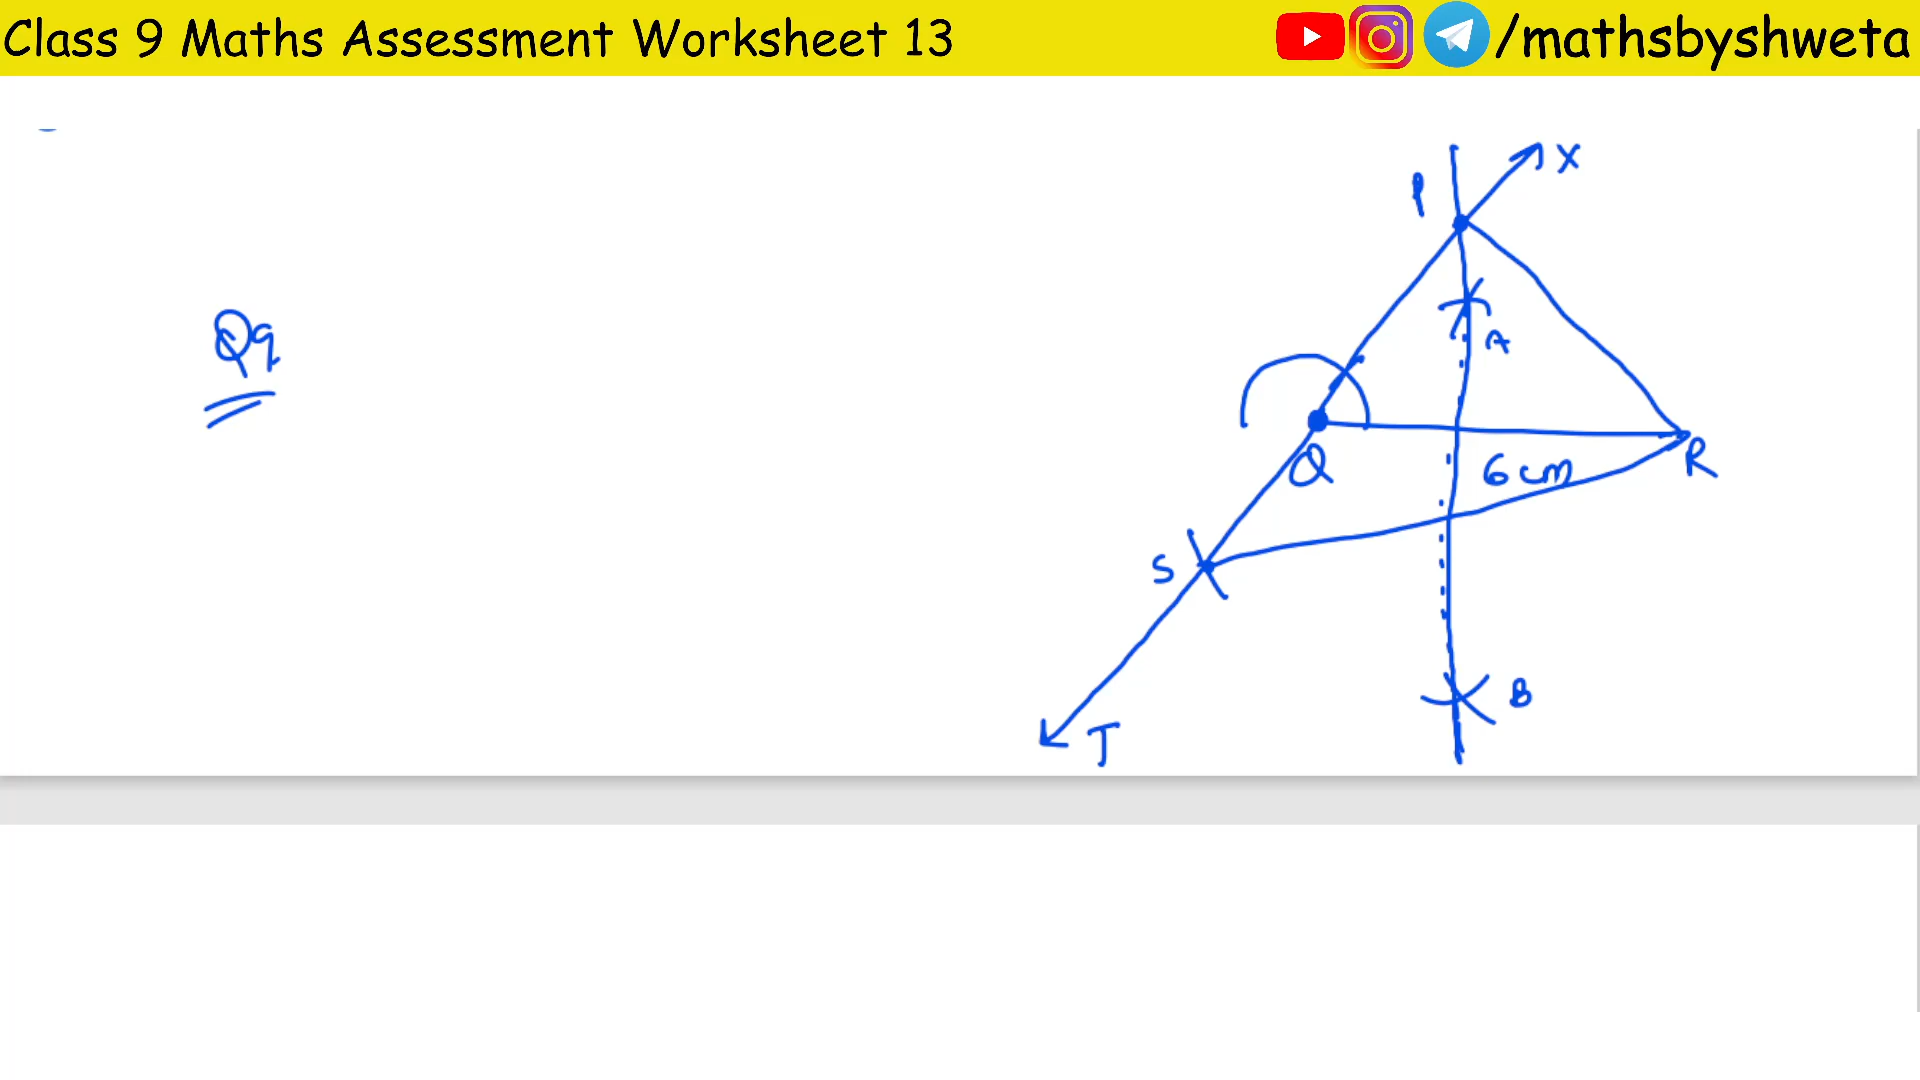 Class 9 Maths Assessment Worksheet 13
/mathsbyshweta
X
P
Q9
A
Q
6 cm
R
S
B
T